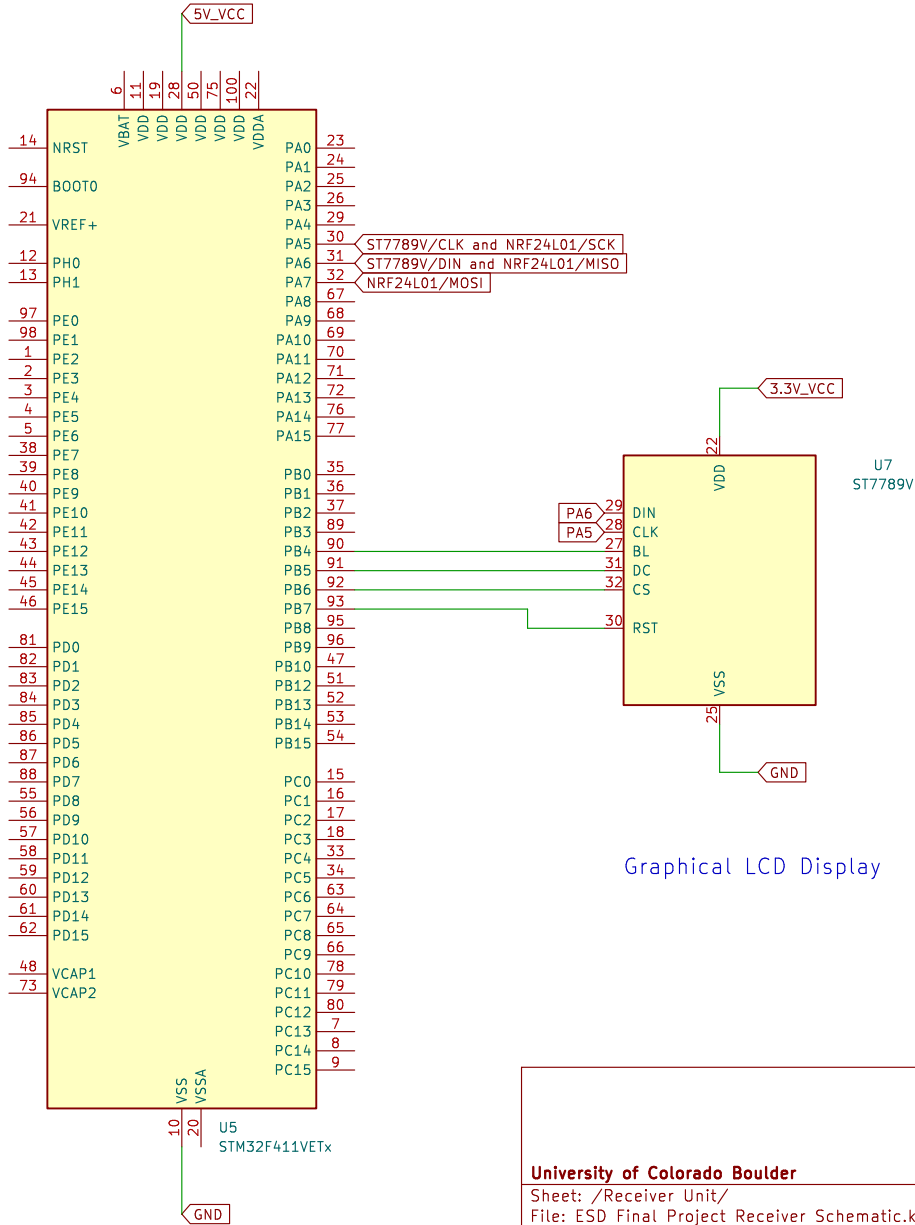 5V_VCC
6 11 19 28 50 75 100 22
VBAT VDD VDD VDD VDD VDD VDD VDDA
14 NRST
94 BOOT0
21 VREF+
12 PH0
13 PH1
97 PE0
98 PE1
1 PE2
2 PE3
3 PE4
4 PE5
5 PE6
38 PE7
39 PE8
40 PE9
41 PE10
42 PE11
43 PE12
44 PE13
45 PE14
46 PE15
81 PD0
82 PD1
83 PD2
84 PD3
85 PD4
86 PD5
87 PD6
88 PD7
55 PD8
56 PD9
57 PD10
58 PD11
59 PD12
60 PD13
61 PD14
62 PD15
48 VCAP1
73 VCAP2
PA0 23
PA1 24
PA2 25
PA3 26
PA4 29
PA5 30 ST7789V/CLK and NRF24L01/SCK
PA6 31 ST7789V/DIN and NRF24L01/MISO
PA7 32 NRF24L01/MOSI
PA8 67
PA9 68
PA10 69
PA11 70
PA12 71
PA13 72
PA14 76
PA15 77
PB0 35
PB1 36
PB2 37
PB3 89
PB4 90
PB5 91
PB6 92
PB7 93
PB8 95
PB9 96
PB10 47
PB12 51
PB13 52
PB14 53
PB15 54
PC0 15
PC1 16
PC2 17
PC3 18
PC4 33
PC5 34
PC6 63
PC7 64
PC8 65
PC9 66
PC10 78
PC11 79
PC12 80
PC13 7
PC14 8
PC15 9
VSS VSSA
10 20
U5
STM32F411VETx
GND
3.3V_VCC
22
VDD
U7
ST7789V
PA6 29 DIN
PA5 28 CLK
27 BL
31 DC
32 CS
30 RST
VSS
25
GND
Graphical LCD Display
University of Colorado Boulder
Sheet: /Receiver Unit/
File: ESD Final Project Receiver Schematic.k